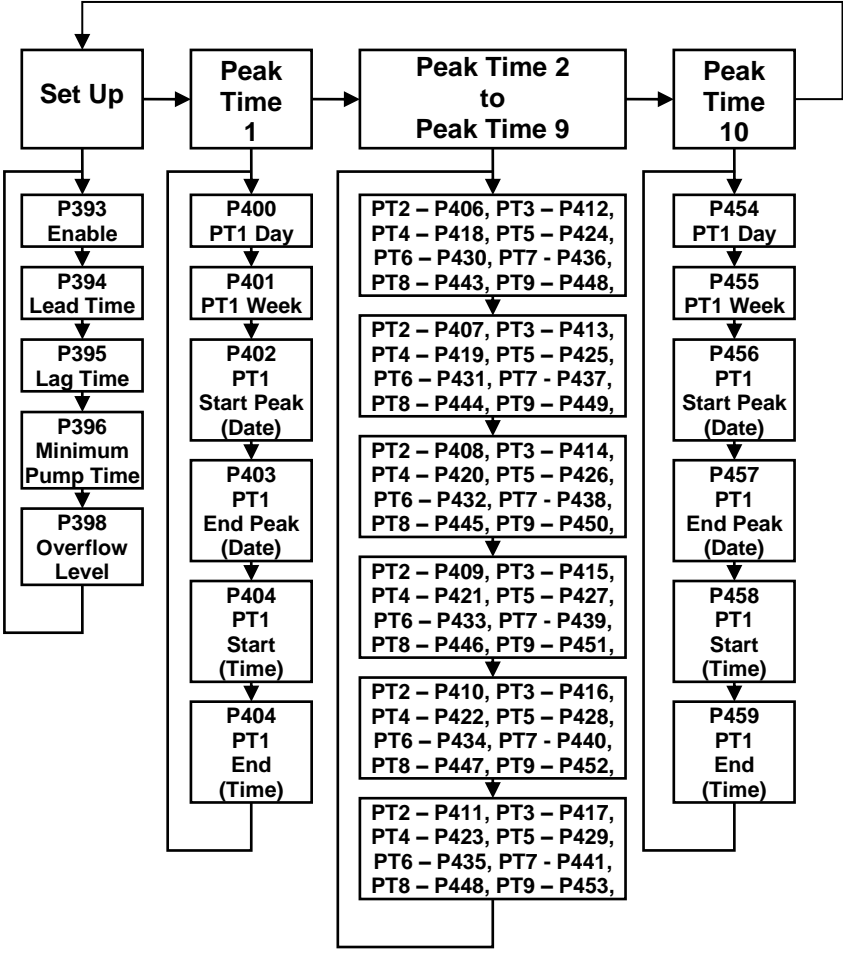 Set Up
Peak
Time
1
Peak Time 2
to
Peak Time 9
Peak
Time
10
P393
Enable
P394
Lead Time
P395
Lag Time
P396
Minimum
Pump Time
P398
Overflow
Level
P400
PT1 Day
P401
PT1 Week
P402
PT1
Start Peak
(Date)
P403
PT1
End Peak
(Date)
P404
PT1
Start
(Time)
P404
PT1
End
(Time)
PT2 – P406, PT3 – P412,
PT4 – P418, PT5 – P424,
PT6 – P430, PT7 - P436,
PT8 – P443, PT9 – P448,
PT2 – P407, PT3 – P413,
PT4 – P419, PT5 – P425,
PT6 – P431, PT7 - P437,
PT8 – P444, PT9 – P449,
PT2 – P408, PT3 – P414,
PT4 – P420, PT5 – P426,
PT6 – P432, PT7 - P438,
PT8 – P445, PT9 – P450,
PT2 – P409, PT3 – P415,
PT4 – P421, PT5 – P427,
PT6 – P433, PT7 - P439,
PT8 – P446, PT9 – P451,
PT2 – P410, PT3 – P416,
PT4 – P422, PT5 – P428,
PT6 – P434, PT7 - P440,
PT8 – P447, PT9 – P452,
PT2 – P411, PT3 – P417,
PT4 – P423, PT5 – P429,
PT6 – P435, PT7 - P441,
PT8 – P448, PT9 – P453,
P454
PT1 Day
P455
PT1 Week
P456
PT1
Start Peak
(Date)
P457
PT1
End Peak
(Date)
P458
PT1
Start
(Time)
P459
PT1
End
(Time)